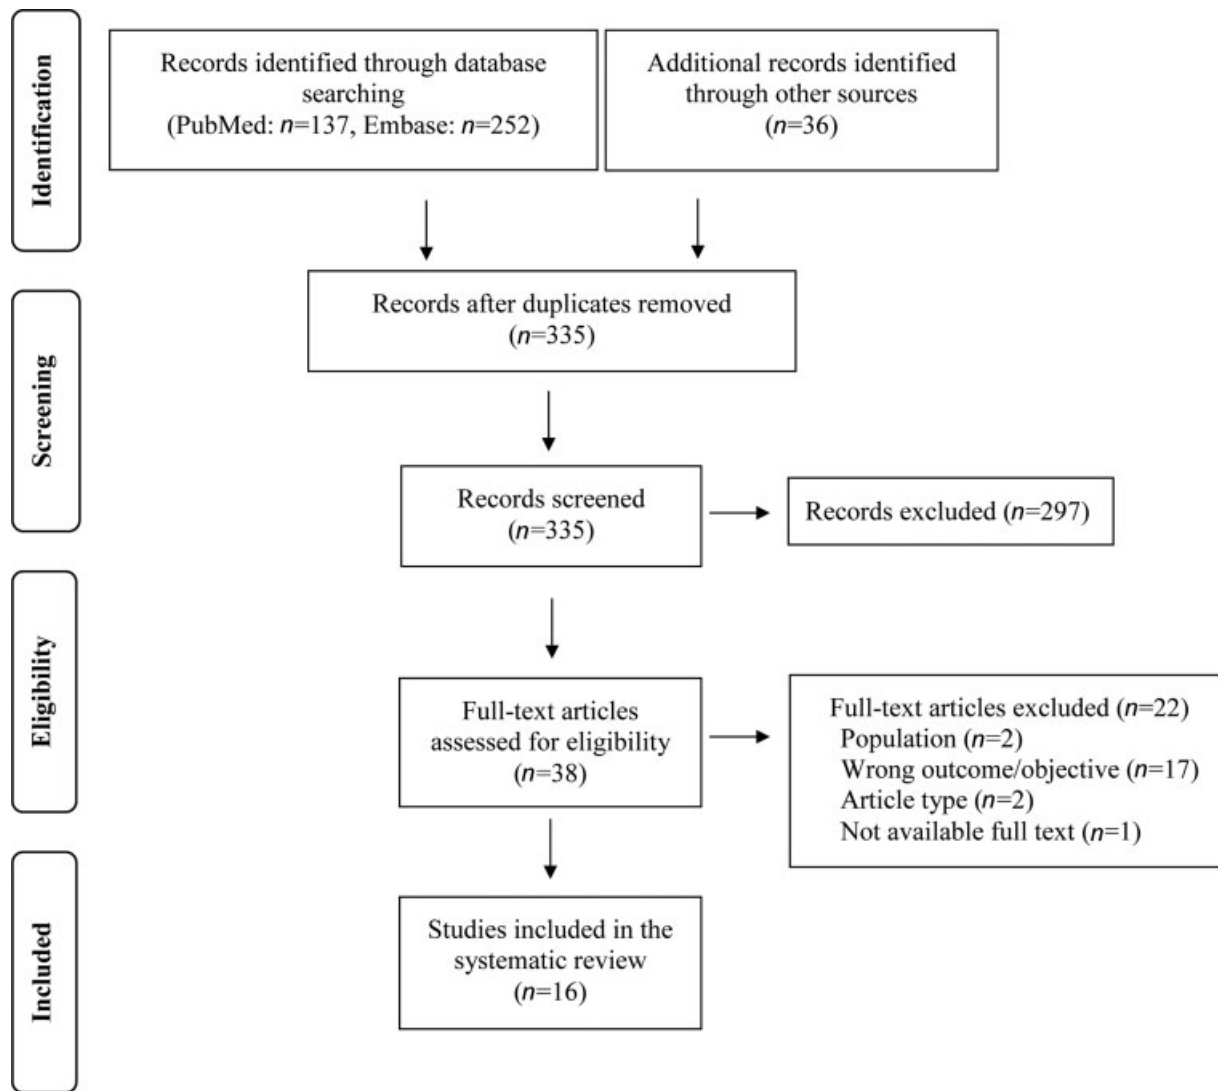 Identification
Records identified through database
searching
(PubMed: n=137, Embase: n=252)
Additional records identified
through other sources
(n=36)
Screening
Records after duplicates removed
(n=335)
Records screened
(n=335)
Records excluded (n=297)
Eligibility
Full-text articles
assessed for eligibility
(n=38)
Full-text articles excluded (n=22)
Population (n=2)
Wrong outcome/objective (n=17)
Article type (n=2)
Not available full text (n=1)
Included
Studies included in the
systematic review
(n=16)